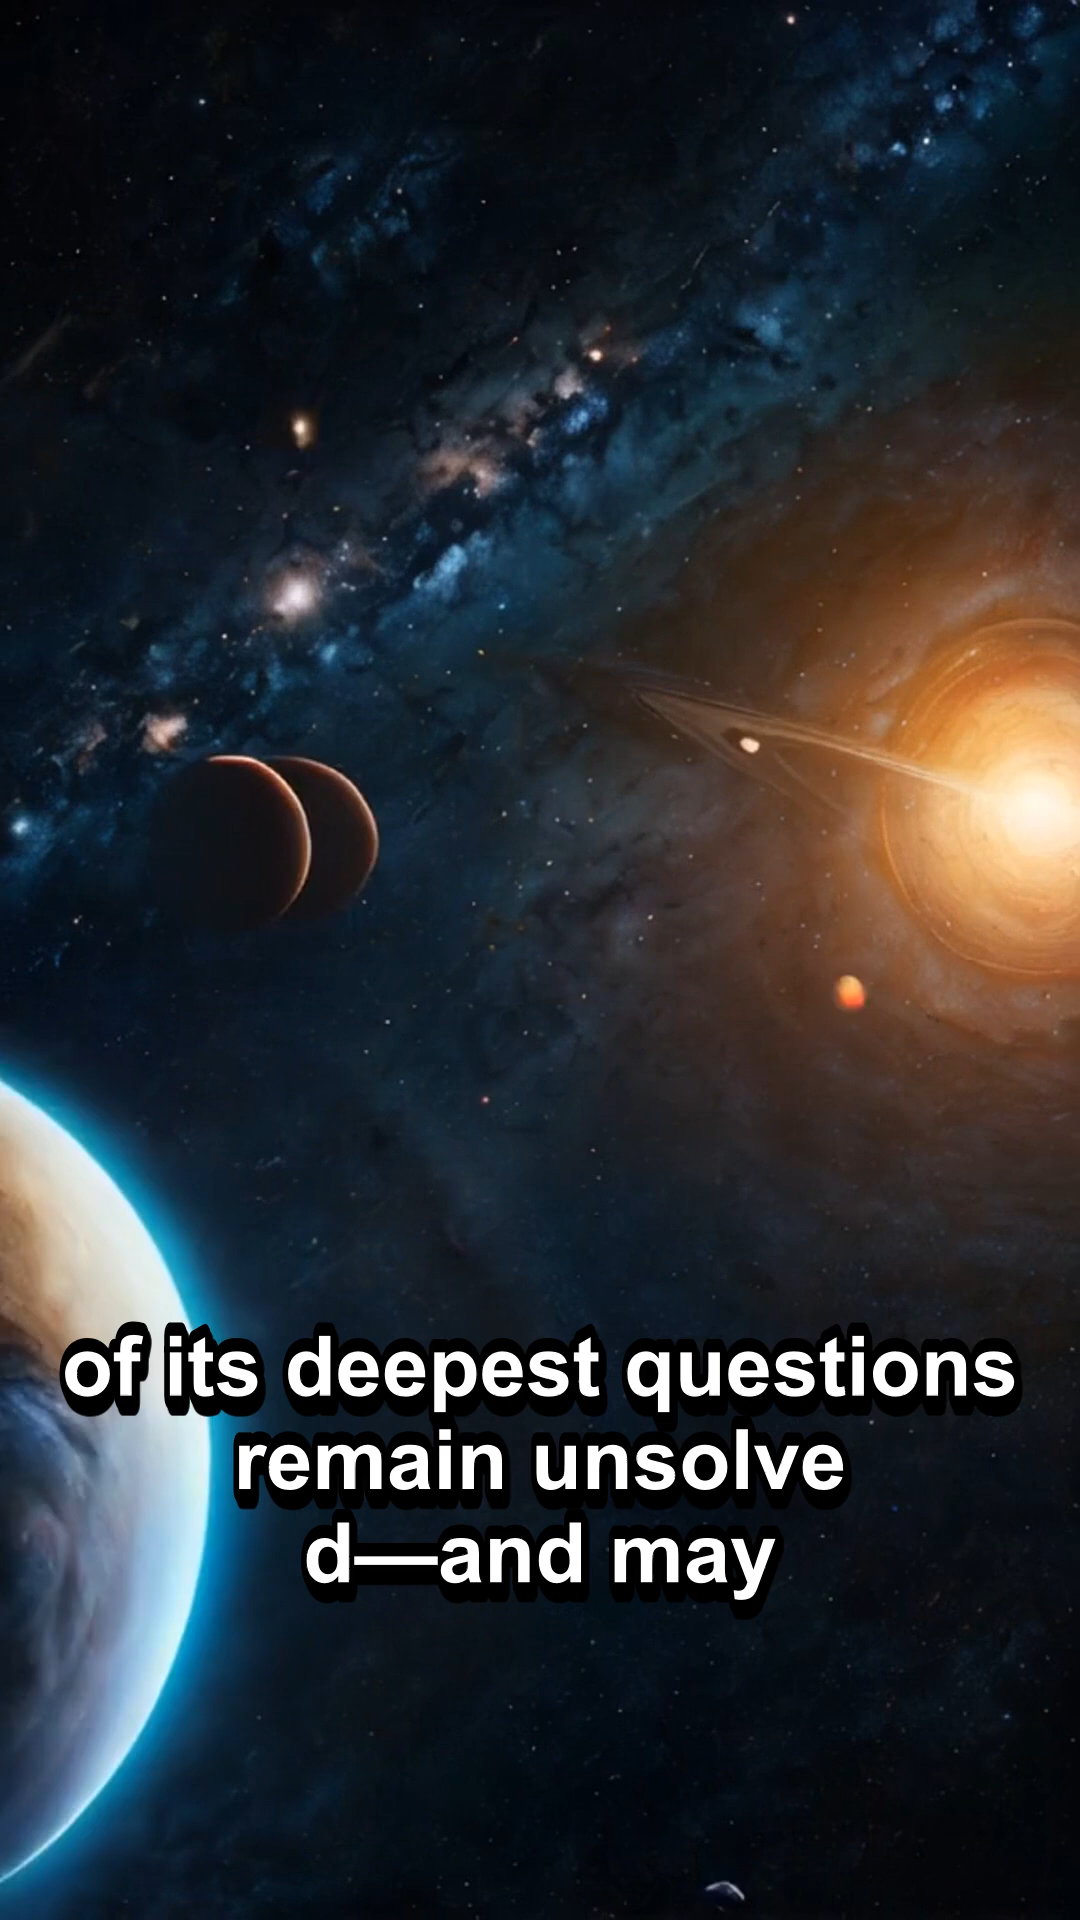 of its deepest questions
remain unsolve
d—and may